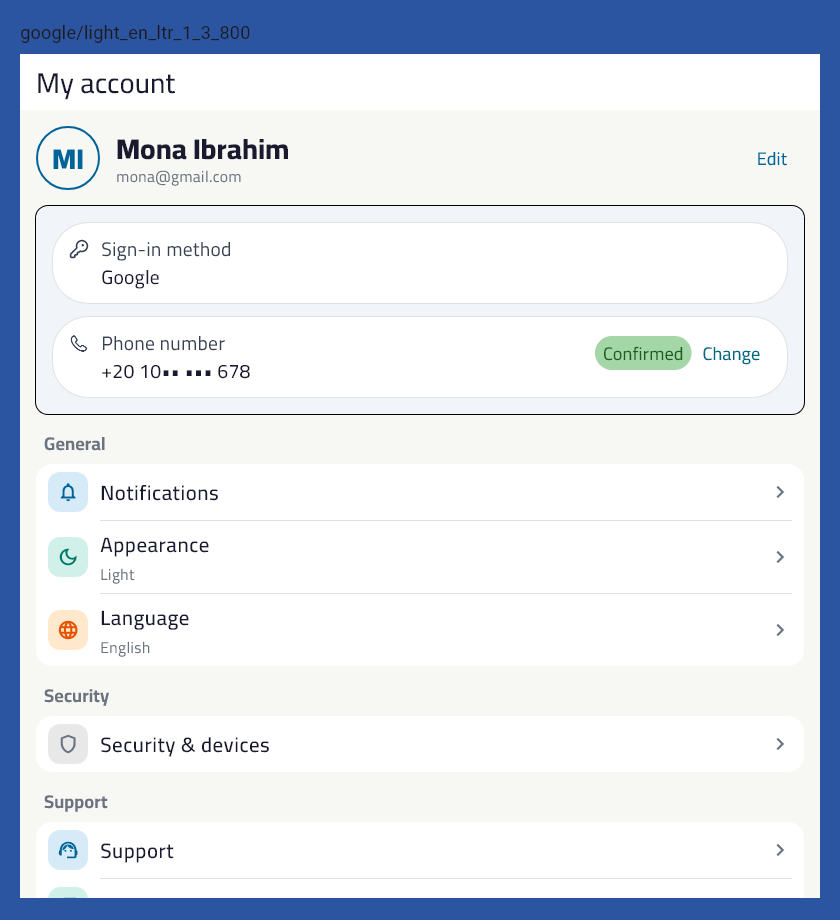 google/light_en_ltr_1_3_800
My account
MI
Mona Ibrahim
mona@gmail.com
Edit
Sign-in method
Google
Phone number
+20 10▪▪ ▪▪▪ 678
Confirmed
Change
General
Notifications
Appearance
Light
Language
English
Security
Security & devices
Support
Support